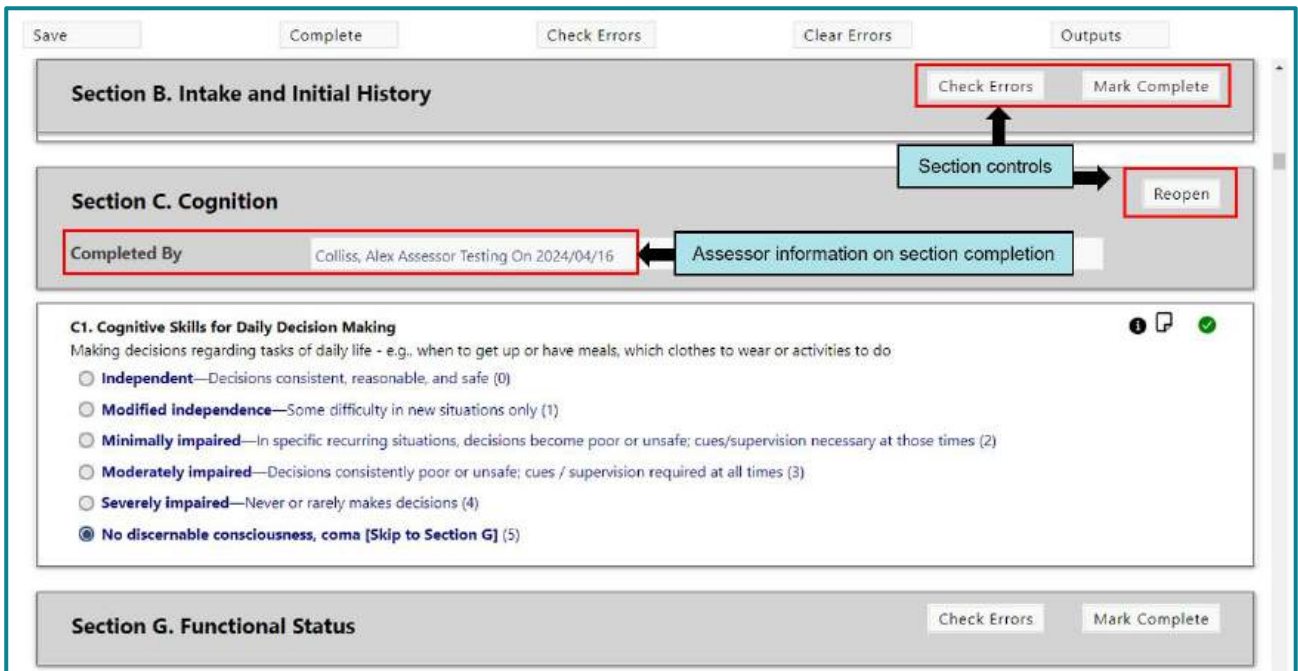 Save Complete Check Errors Clear Errors Outputs
Section B. Intake and Initial History Check Errors Mark Complete
Section controls
Section C. Cognition Reopen
Completed By Colliss, Alex Assessor Testing On 2024/04/16 Assessor information on section completion
C1. Cognitive Skills for Daily Decision Making
Making decisions regarding tasks of daily life - e.g., when to get up or have meals, which clothes to wear or activities to do
Independent—Decisions consistent, reasonable, and safe (0)
Modified independence—Some difficulty in new situations only (1)
Minimally impaired—In specific recurring situations, decisions become poor or unsafe; cues/supervision necessary at those times (2)
Moderately impaired—Decisions consistently poor or unsafe; cues / supervision required at all times (3)
Severely impaired—Never or rarely makes decisions (4)
No discernable consciousness, coma [Skip to Section G] (5)
Section G. Functional Status Check Errors Mark Complete